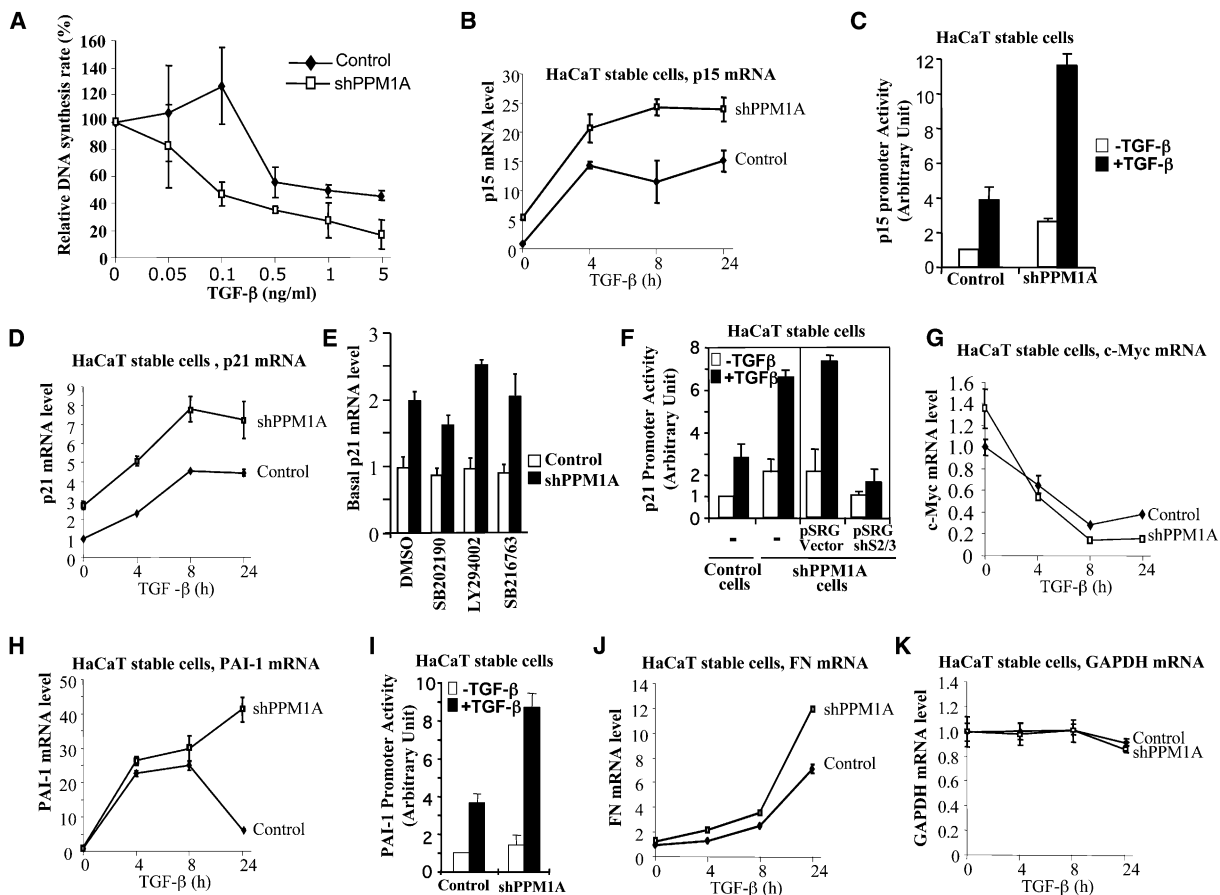 A
Relative DNA synthesis rate (%)
160
140
120
100
80
60
40
20
0
0 0.05 0.1 0.5 1 5
TGF-β (ng/ml)
Control
shPPM1A
B
HaCaT stable cells, p15 mRNA
p15 mRNA level
30
25
20
15
10
5
0
0 4 8 24
TGF-β (h)
shPPM1A
Control
C
HaCaT stable cells
p15 promoter Activity
(Arbitrary Unit)
12
10
8
6
4
2
0
-TGF-β
+TGF-β
Control shPPM1A
D
HaCaT stable cells , p21 mRNA
p21 mRNA level
9
8
7
6
5
4
3
2
1
0
0 4 8 24
TGF -β (h)
shPPM1A
Control
E
Basal p21 mRNA level
3
2
1
0
Control
shPPM1A
DMSO
SB202190
LY294002
SB216763
F
HaCaT stable cells
p21 Promoter Activity
(Arbitrary Unit)
8
6
4
2
0
-TGFβ
+TGFβ
- - pSRG Vector pSRG shS2/3
Control cells
shPPM1A cells
G
HaCaT stable cells, c-Myc mRNA
c-Myc mRNA level
1.6
1.4
1.2
1.0
0.8
0.6
0.4
0.2
0
0 4 8 24
TGF-β (h)
Control
shPPM1A
H
HaCaT stable cells, PAI-1 mRNA
PAI-1 mRNA level
50
40
30
20
10
0
0 4 8 24
TGF-β (h)
shPPM1A
Control
I
HaCaT stable cells
PAI-1 Promoter Activity
(Arbitrary Unit)
10
8
6
4
2
0
-TGF-β
+TGF-β
Control shPPM1A
J
HaCaT stable cells, FN mRNA
FN mRNA level
14
12
10
8
6
4
2
0
0 4 8 24
TGF-β (h)
shPPM1A
Control
K
HaCaT stable cells, GAPDH mRNA
GAPDH mRNA level
1.4
1.2
1.0
0.8
0.6
0.4
0.2
0
0 4 8 24
TGF-β (h)
Control
shPPM1A